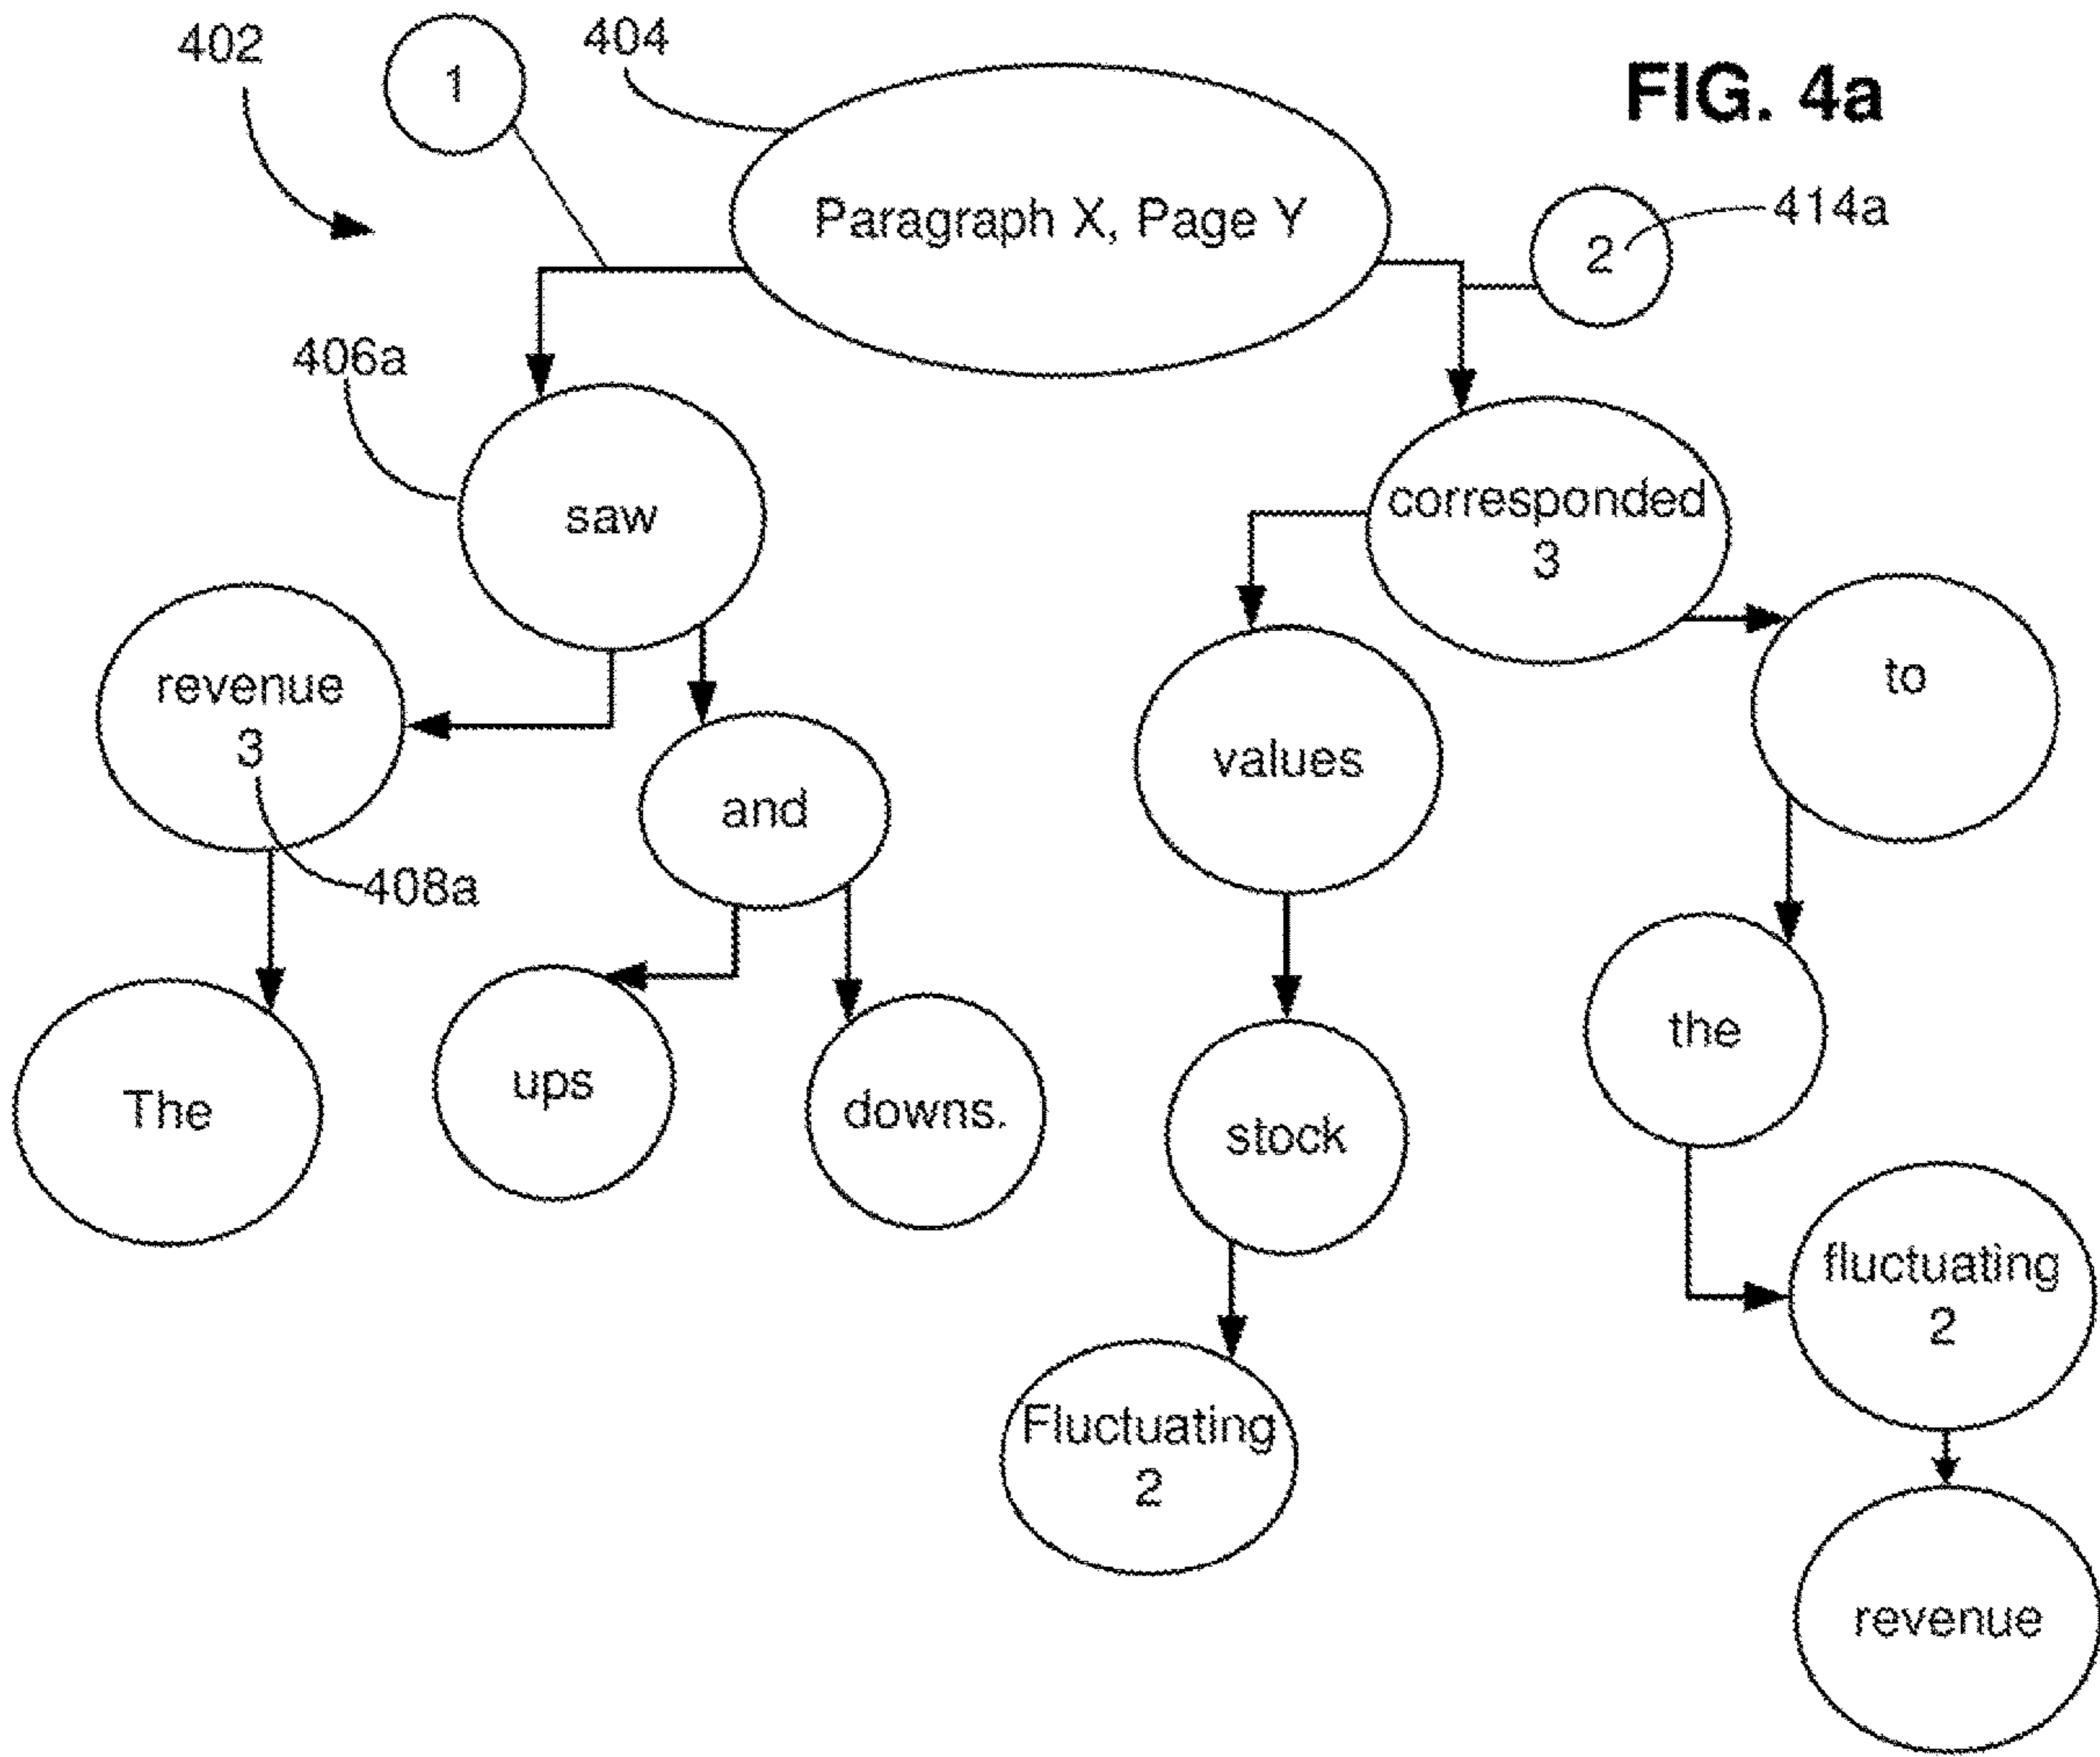 402
1
404
FIG. 4a
Paragraph X, Page Y
2
414a
406a
saw
corresponded
3
revenue
3
to
values
and
408a
the
The
ups
downs.
stock
fluctuating
2
Fluctuating
2
revenue